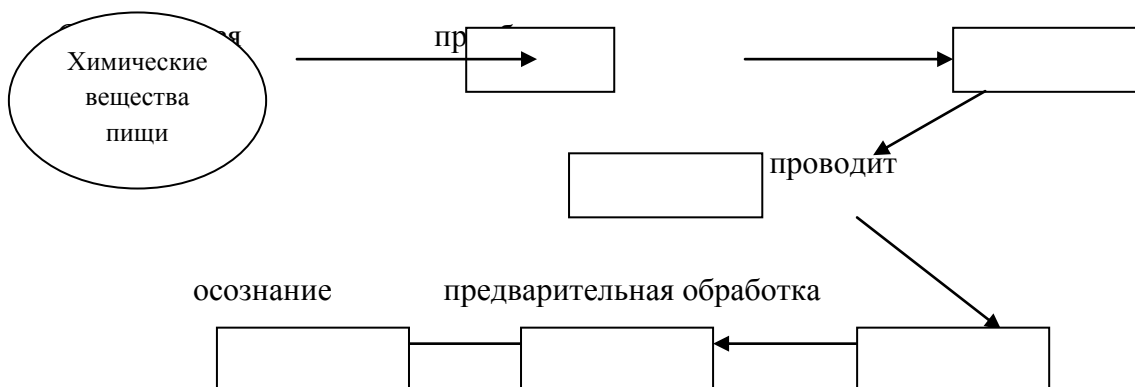 Химические
вещества
пищи
проводит
осознание предварительная обработка